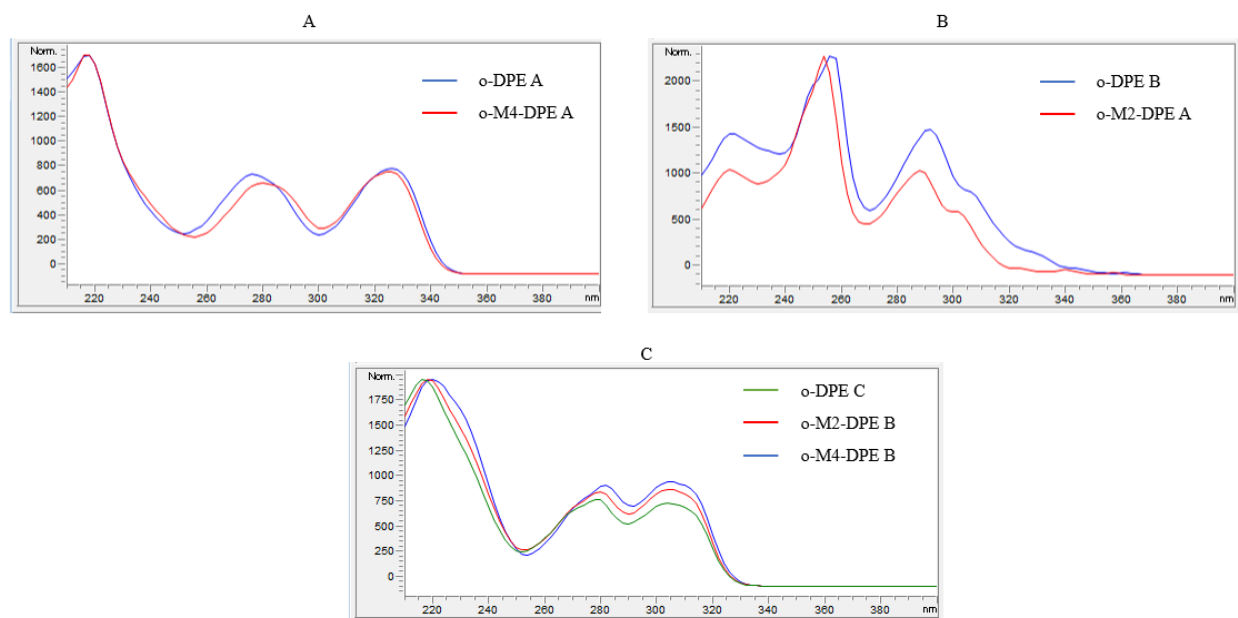 A
Norm.
1600
1400
1200
1000
800
600
400
200
0
220 240 260 280 300 320 340 360 380 nm
o-DPE A
o-M4-DPE A
B
Norm.
2000
1500
1000
500
0
220 240 260 280 300 320 340 360 380 nm
o-DPE B
o-M2-DPE A
C
Norm.
1750
1500
1250
1000
750
500
250
0
220 240 260 280 300 320 340 360 380 nm
o-DPE C
o-M2-DPE B
o-M4-DPE B